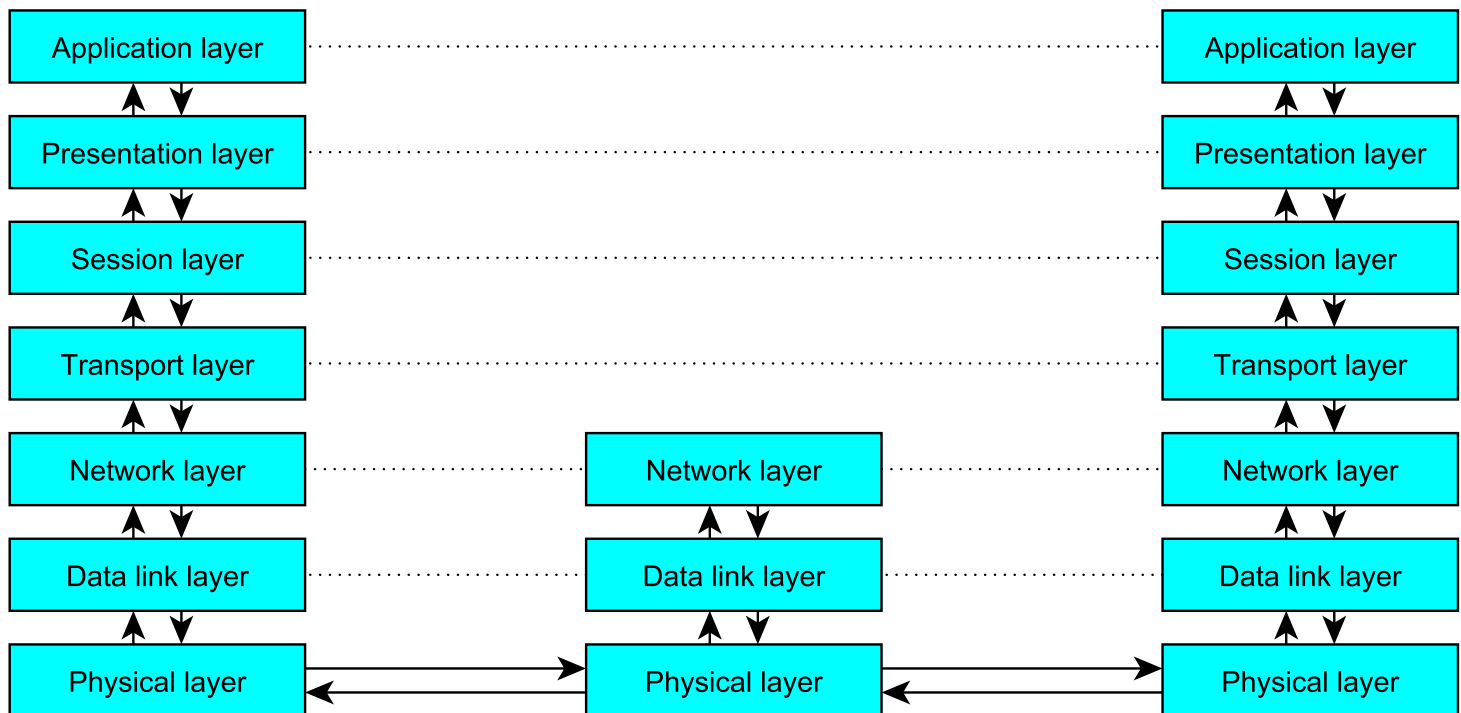 Application layer
Application layer
Presentation layer
Presentation layer
Session layer
Session layer
Transport layer
Transport layer
Network layer
Network layer
Network layer
Data link layer
Data link layer
Data link layer
Physical layer
Physical layer
Physical layer